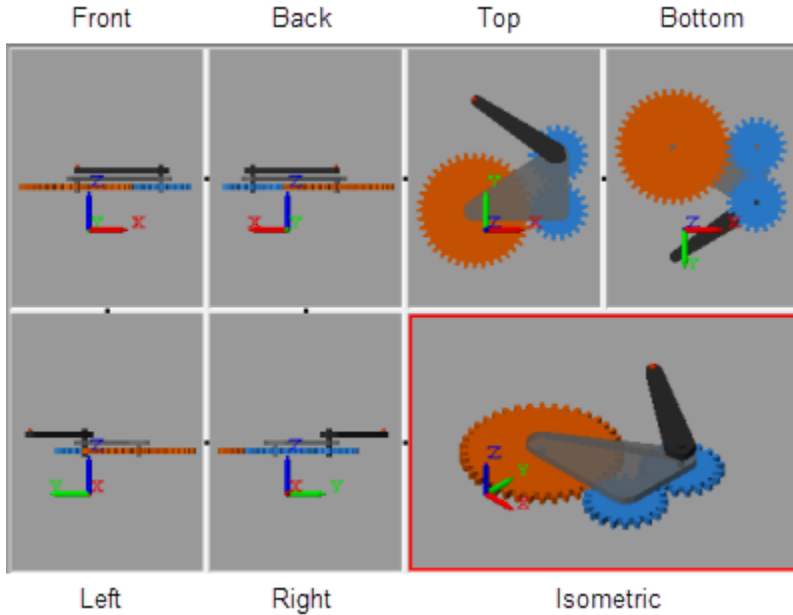 Front Back Top Bottom
Z Y X
Z X Y
Y Z X
Z X Y
Z Y X
Z X Y
Z Y X
Left Right Isometric